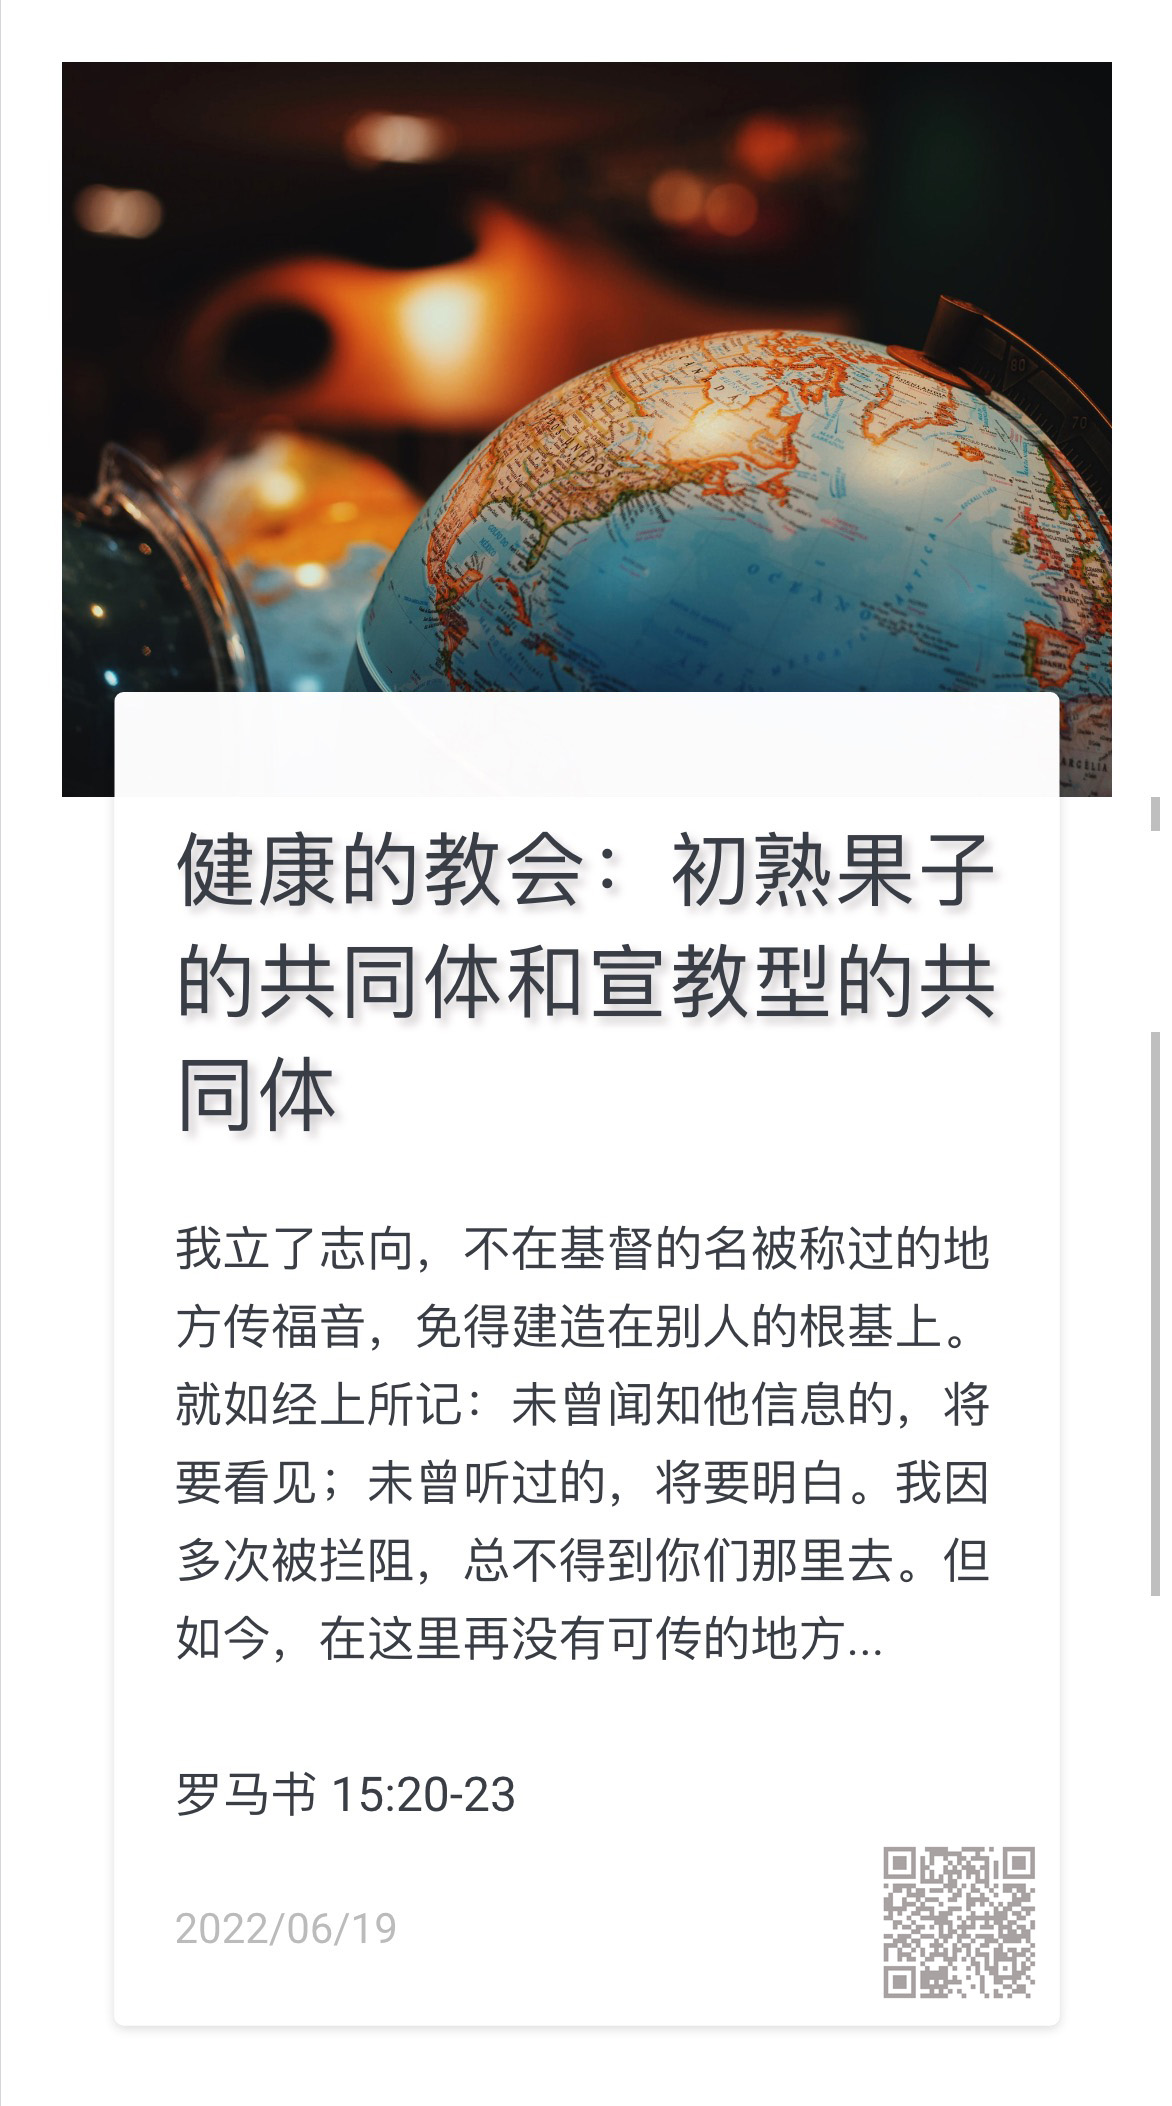 CANADA
80
70
健康的教会：初熟果子
的共同体和宣教型的共
同体
我立了志向，不在基督的名被称过的地
方传福音，免得建造在别人的根基上。
就如经上所记：未曾闻知他信息的，将
要看见；未曾听过的，将要明白。我因
多次被拦阻，总不得到你们那里去。但
如今，在这里再没有可传的地方...
罗马书 15:20-23
2022/06/19